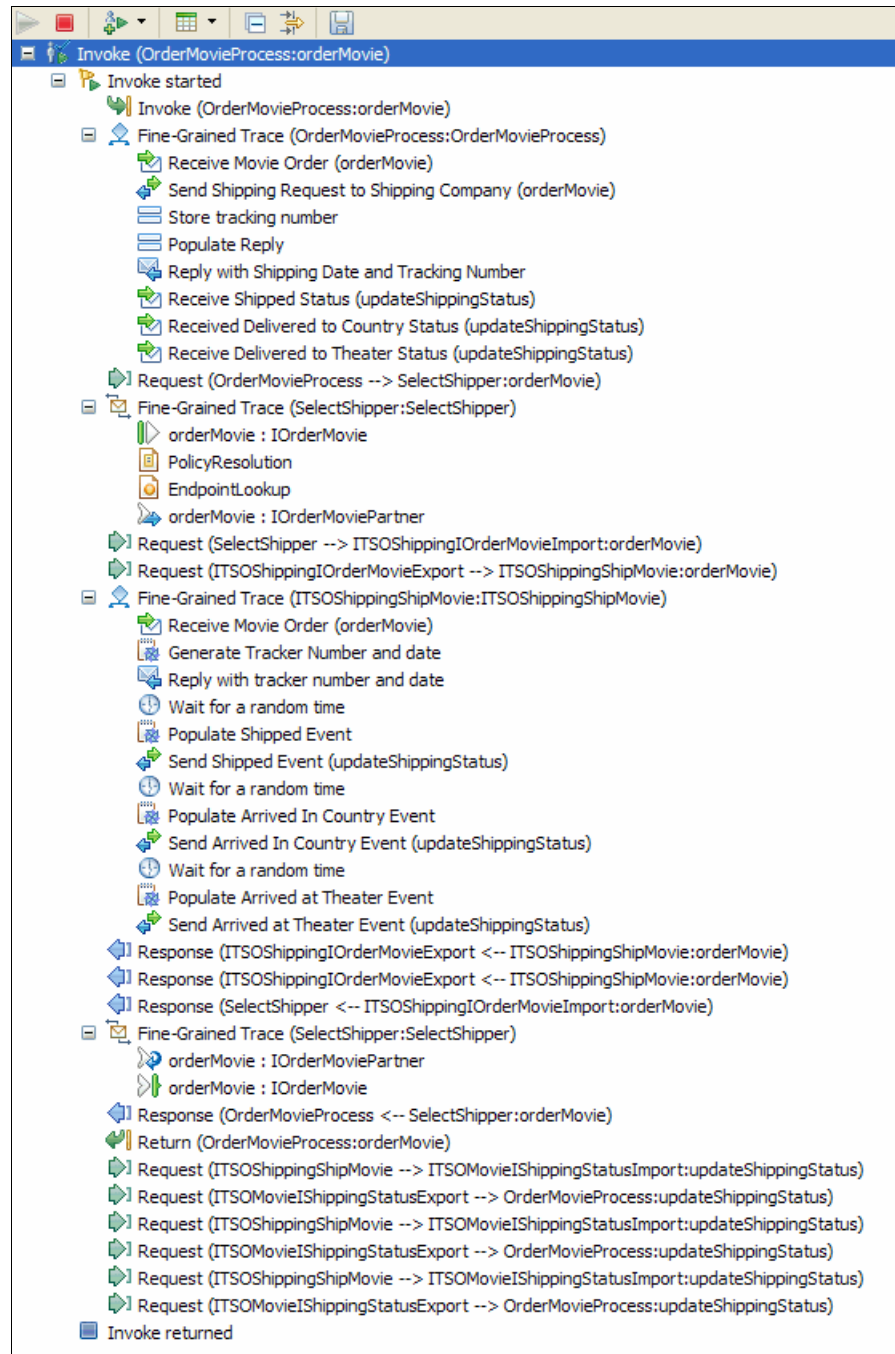 Invoke (OrderMovieProcess:orderMovie)
Invoke started
Invoke (OrderMovieProcess:orderMovie)
Fine-Grained Trace (OrderMovieProcess:OrderMovieProcess)
Receive Movie Order (orderMovie)
Send Shipping Request to Shipping Company (orderMovie)
Store tracking number
Populate Reply
Reply with Shipping Date and Tracking Number
Receive Shipped Status (updateShippingStatus)
Received Delivered to Country Status (updateShippingStatus)
Receive Delivered to Theater Status (updateShippingStatus)
Request (OrderMovieProcess --> SelectShipper:orderMovie)
Fine-Grained Trace (SelectShipper:SelectShipper)
orderMovie : IOrderMovie
PolicyResolution
EndpointLookup
orderMovie : IOrderMoviePartner
Request (SelectShipper --> ITSOShippingIOrderMovieImport:orderMovie)
Request (ITSOShippingIOrderMovieExport --> ITSOShippingShipMovie:orderMovie)
Fine-Grained Trace (ITSOShippingShipMovie:ITSOShippingShipMovie)
Receive Movie Order (orderMovie)
Generate Tracker Number and date
Reply with tracker number and date
Wait for a random time
Populate Shipped Event
Send Shipped Event (updateShippingStatus)
Wait for a random time
Populate Arrived In Country Event
Send Arrived In Country Event (updateShippingStatus)
Wait for a random time
Populate Arrived at Theater Event
Send Arrived at Theater Event (updateShippingStatus)
Response (ITSOShippingIOrderMovieExport <-- ITSOShippingShipMovie:orderMovie)
Response (ITSOShippingIOrderMovieExport <-- ITSOShippingShipMovie:orderMovie)
Response (SelectShipper <-- ITSOShippingIOrderMovieImport:orderMovie)
Fine-Grained Trace (SelectShipper:SelectShipper)
orderMovie : IOrderMoviePartner
orderMovie : IOrderMovie
Response (OrderMovieProcess <-- SelectShipper:orderMovie)
Return (OrderMovieProcess:orderMovie)
Request (ITSOShippingShipMovie --> ITSOMovieIShippingStatusImport:updateShippingStatus)
Request (ITSOMovieIShippingStatusExport --> OrderMovieProcess:updateShippingStatus)
Request (ITSOShippingShipMovie --> ITSOMovieIShippingStatusImport:updateShippingStatus)
Request (ITSOMovieIShippingStatusExport --> OrderMovieProcess:updateShippingStatus)
Request (ITSOShippingShipMovie --> ITSOMovieIShippingStatusImport:updateShippingStatus)
Request (ITSOMovieIShippingStatusExport --> OrderMovieProcess:updateShippingStatus)
Invoke returned